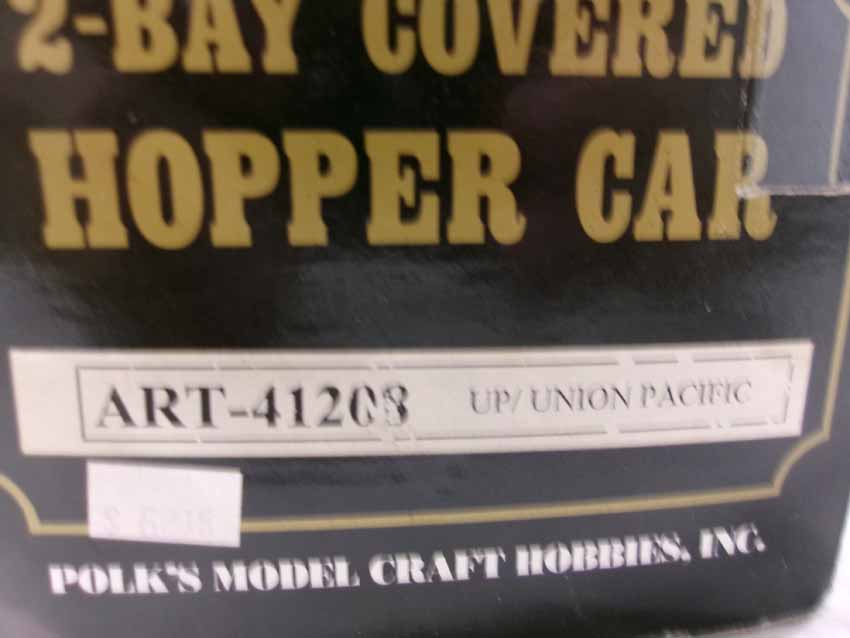 2-BAY COVERED
HOPPER CAR
ART-41208 UP/ UNION PACIFIC
POLK'S MODEL CRAFT HOBBIES, INC.